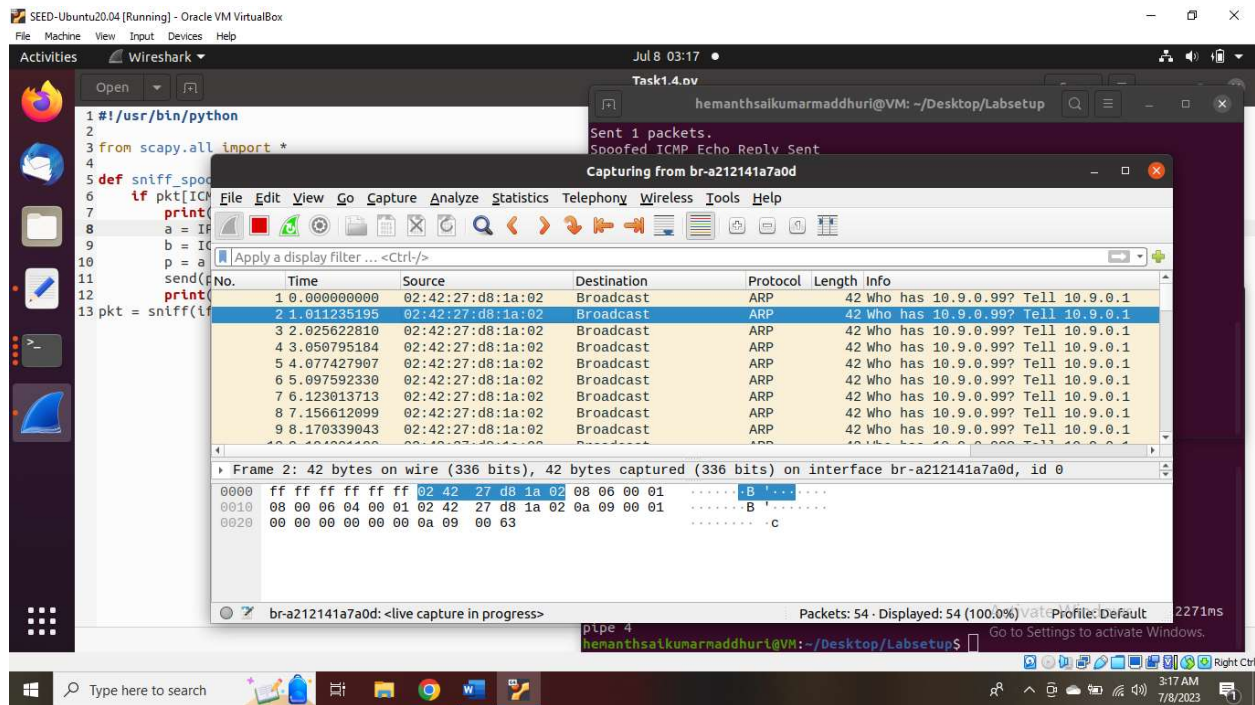 SEED-Ubuntu20.04 [Running] - Oracle VM VirtualBox
File Machine View Input Devices Help
Activities Wireshark Jul 8 03:17
Open Task1.4.py
hemanthsaikumarmaddhuri@VM: ~/Desktop/Labsetup
1 #!/usr/bin/python
2
3 from scapy.all import *
4
5 def sniff_spoo
6 if pkt[ICM
7 print(
8 a = IP
9 b = IC
10 p = a
11 send(p
12 print(
13 pkt = sniff(if
Sent 1 packets.
Spoofed ICMP Echo Reply Sent
Capturing from br-a212141a7a0d
File Edit View Go Capture Analyze Statistics Telephony Wireless Tools Help
Apply a display filter ... <Ctrl-/>
No. Time Source Destination Protocol Length Info
1 0.000000000 02:42:27:d8:1a:02 Broadcast ARP 42 Who has 10.9.0.99? Tell 10.9.0.1
2 1.011235195 02:42:27:d8:1a:02 Broadcast ARP 42 Who has 10.9.0.99? Tell 10.9.0.1
3 2.025622810 02:42:27:d8:1a:02 Broadcast ARP 42 Who has 10.9.0.99? Tell 10.9.0.1
4 3.050795184 02:42:27:d8:1a:02 Broadcast ARP 42 Who has 10.9.0.99? Tell 10.9.0.1
5 4.077427907 02:42:27:d8:1a:02 Broadcast ARP 42 Who has 10.9.0.99? Tell 10.9.0.1
6 5.097592330 02:42:27:d8:1a:02 Broadcast ARP 42 Who has 10.9.0.99? Tell 10.9.0.1
7 6.123013713 02:42:27:d8:1a:02 Broadcast ARP 42 Who has 10.9.0.99? Tell 10.9.0.1
8 7.156612099 02:42:27:d8:1a:02 Broadcast ARP 42 Who has 10.9.0.99? Tell 10.9.0.1
9 8.170339043 02:42:27:d8:1a:02 Broadcast ARP 42 Who has 10.9.0.99? Tell 10.9.0.1
Frame 2: 42 bytes on wire (336 bits), 42 bytes captured (336 bits) on interface br-a212141a7a0d, id 0
0000 ff ff ff ff ff ff 02 42 27 d8 1a 02 08 06 00 01 ·······B '·······
0010 08 00 06 04 00 01 02 42 27 d8 1a 02 0a 09 00 01 ·······B '·······
0020 00 00 00 00 00 00 0a 09 00 63 ········ ·c
br-a212141a7a0d: <live capture in progress> Packets: 54 · Displayed: 54 (100.0%) Profile: Default
2271ms
pipe 4
hemanthsaikumarmaddhuri@VM:~/Desktop/Labsetup$
Activate Windows
Go to Settings to activate Windows.
Right Ctrl
Type here to search
3:17 AM
7/8/2023